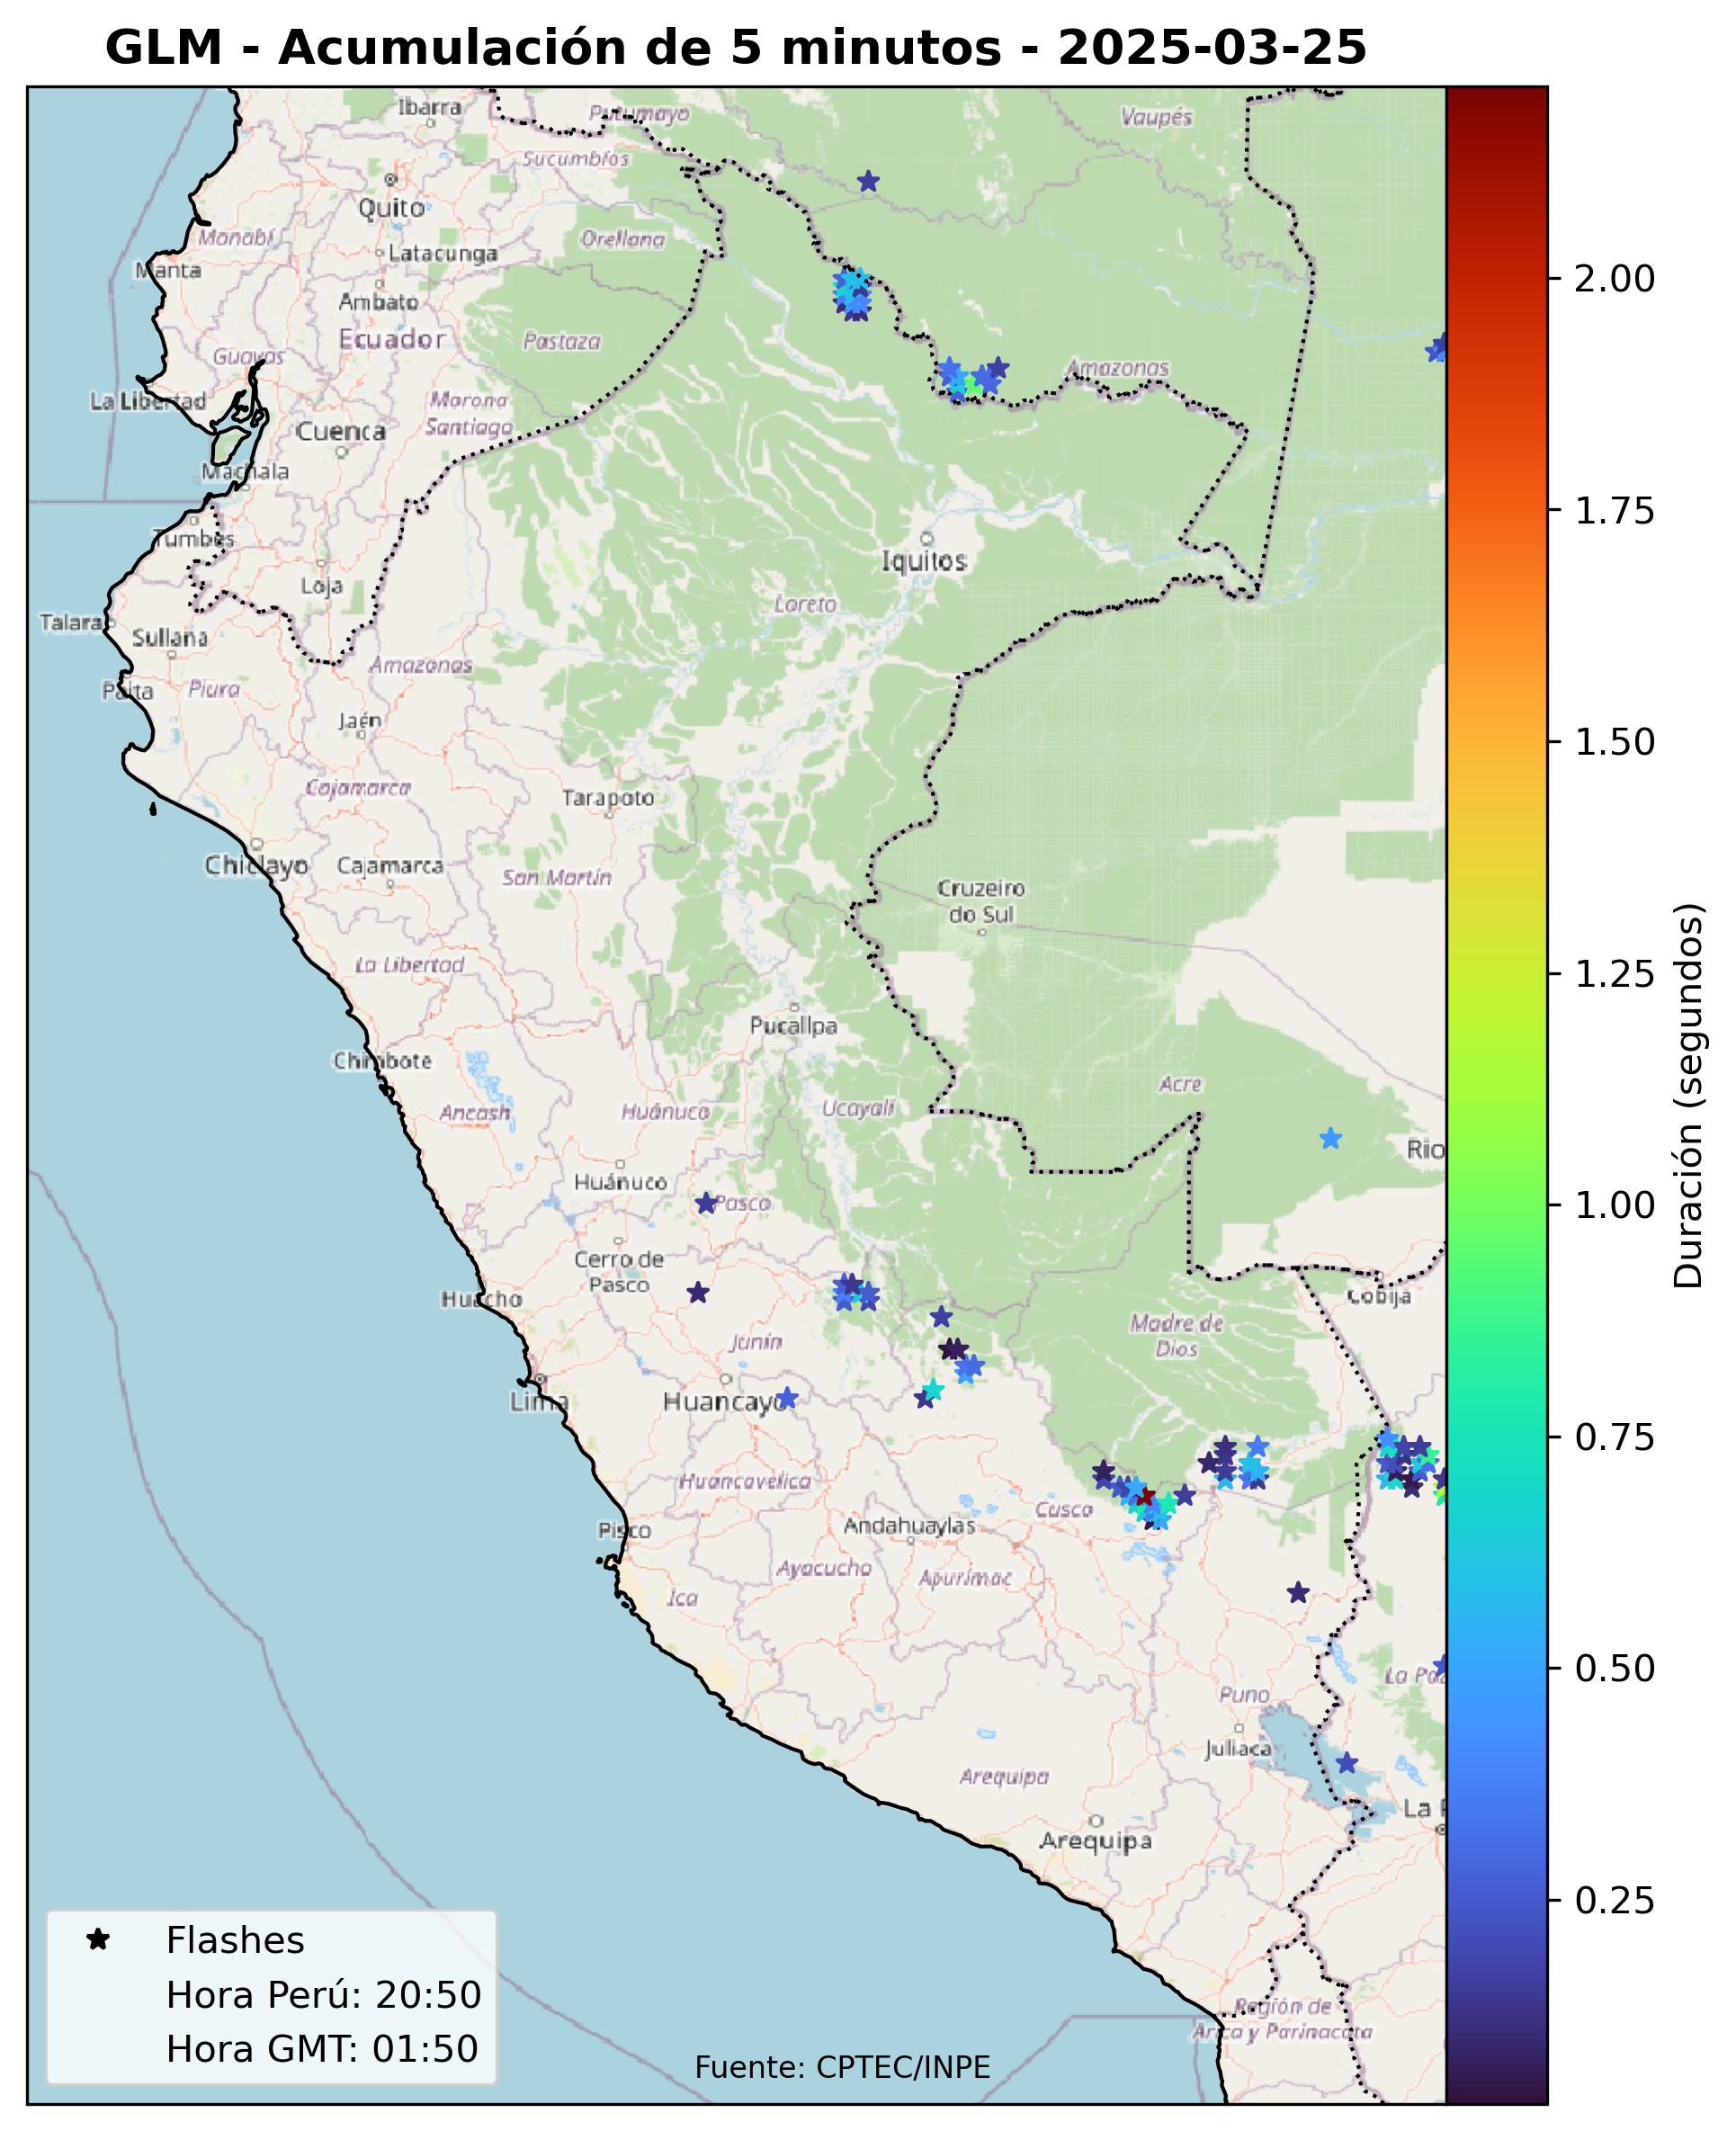 GLM - Acumulación de 5 minutos - 2025-03-25
Ibarra
Putumayo
Vaupés
Sucumbíos
Quito
Manabí
Orellana
Latacunga
Manta
Ambato
Ecuador
Pastaza
Guayas
Amazonas
La Libertad
Morona
Santiago
Cuenca
Machala
Tumbes
Iquitos
Loja
Loreto
Talara
Sullana
Amazonas
Paita
Piura
Jaén
Cajamarca
Tarapoto
Chiclayo
Cajamarca
San Martín
Cruzeiro
do Sul
La Libertad
Pucallpa
Chimbote
Acre
Ancash
Huánuco
Ucayali
Rio
Huánuco
Pasco
Cerro de
Pasco
Huacho
Cobija
Madre de
Dios
Junín
Lima
Huancayo
Huancavelica
Cusco
Pisco
Andahuaylas
Ayacucho
Apurímac
Ica
La Paz
Puno
Juliaca
Arequipa
La P
Arequipa
Región de
Arica y Parinacota
Flashes
Hora Perú: 20:50
Hora GMT: 01:50
Fuente: CPTEC/INPE
2.00
1.75
1.50
1.25
1.00
0.75
0.50
0.25
Duración (segundos)